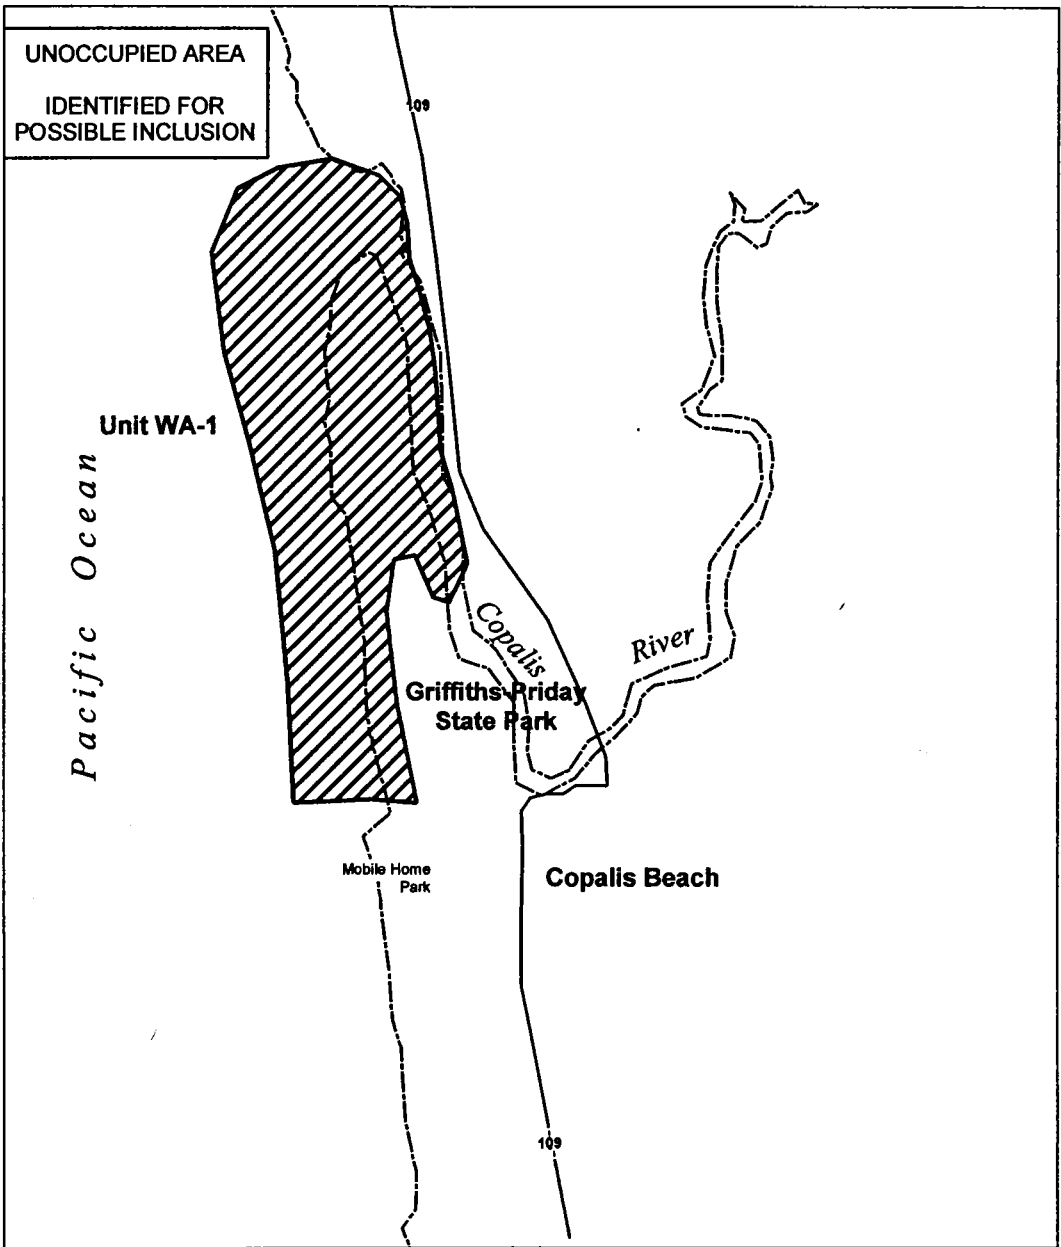 UNOCCUPIED AREA
IDENTIFIED FOR
POSSIBLE INCLUSION
109
Unit WA-1
Pacific Ocean
Copalis
River
Griffiths-Priday
State Park
Mobile Home
Park
Copalis Beach
109